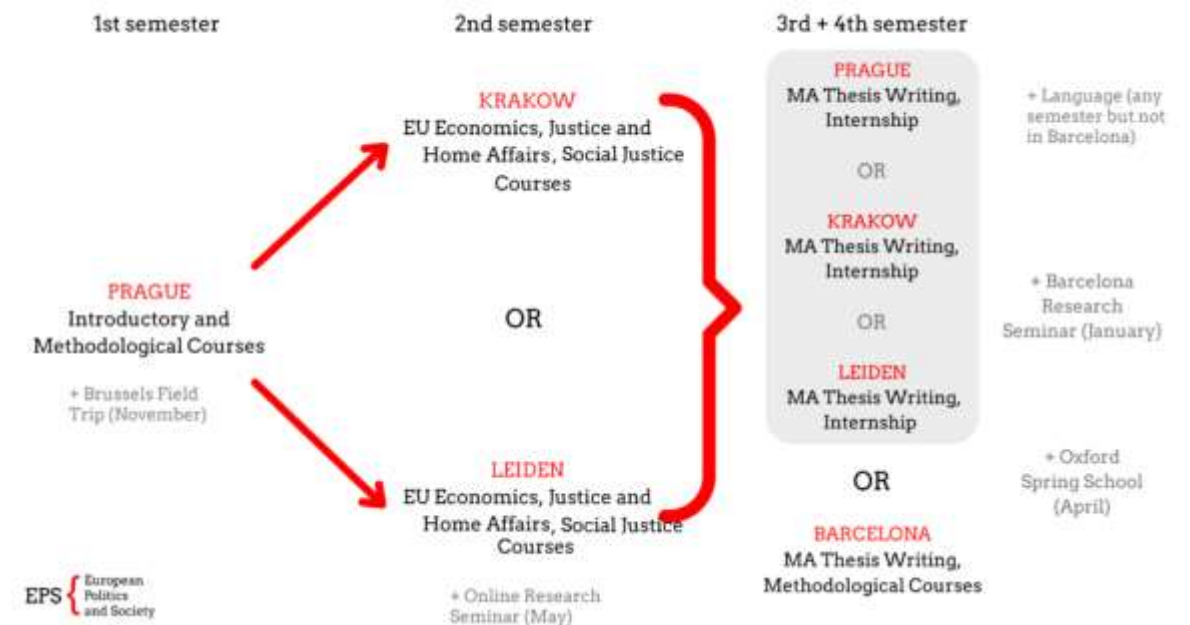 1st semester
2nd semester
3rd + 4th semester
PRAGUE
Introductory and
Methodological Courses
+ Brussels Field
Trip (November)
KRAKOW
EU Economics, Justice and
Home Affairs, Social Justice
Courses
OR
LEIDEN
EU Economics, Justice and
Home Affairs, Social Justice
Courses
+ Online Research
Seminar (May)
PRAGUE
MA Thesis Writing,
Internship
OR
KRAKOW
MA Thesis Writing,
Internship
OR
LEIDEN
MA Thesis Writing,
Internship
OR
BARCELONA
MA Thesis Writing,
Methodological Courses
+ Language (any
semester but not
in Barcelona)
+ Barcelona
Research
Seminar (January)
+ Oxford
Spring School
(April)
EPS
European
Politics
and Society